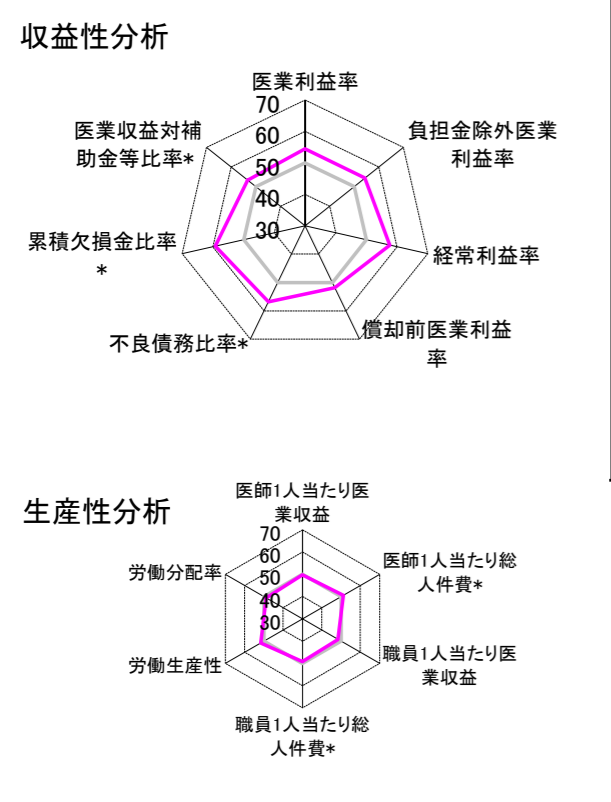 収益性分析
医業利益率
70
60
50
40
30
負担金除外医業
利益率
経常利益率
償却前医業利益
率
不良債務比率*
累積欠損金比率
*
医業収益対補
助金等比率*
生産性分析
医師1人当たり医
業収益
70
60
50
40
30
医師1人当たり総
人件費*
職員1人当たり医
業収益
職員1人当たり総
人件費*
労働生産性
労働分配率